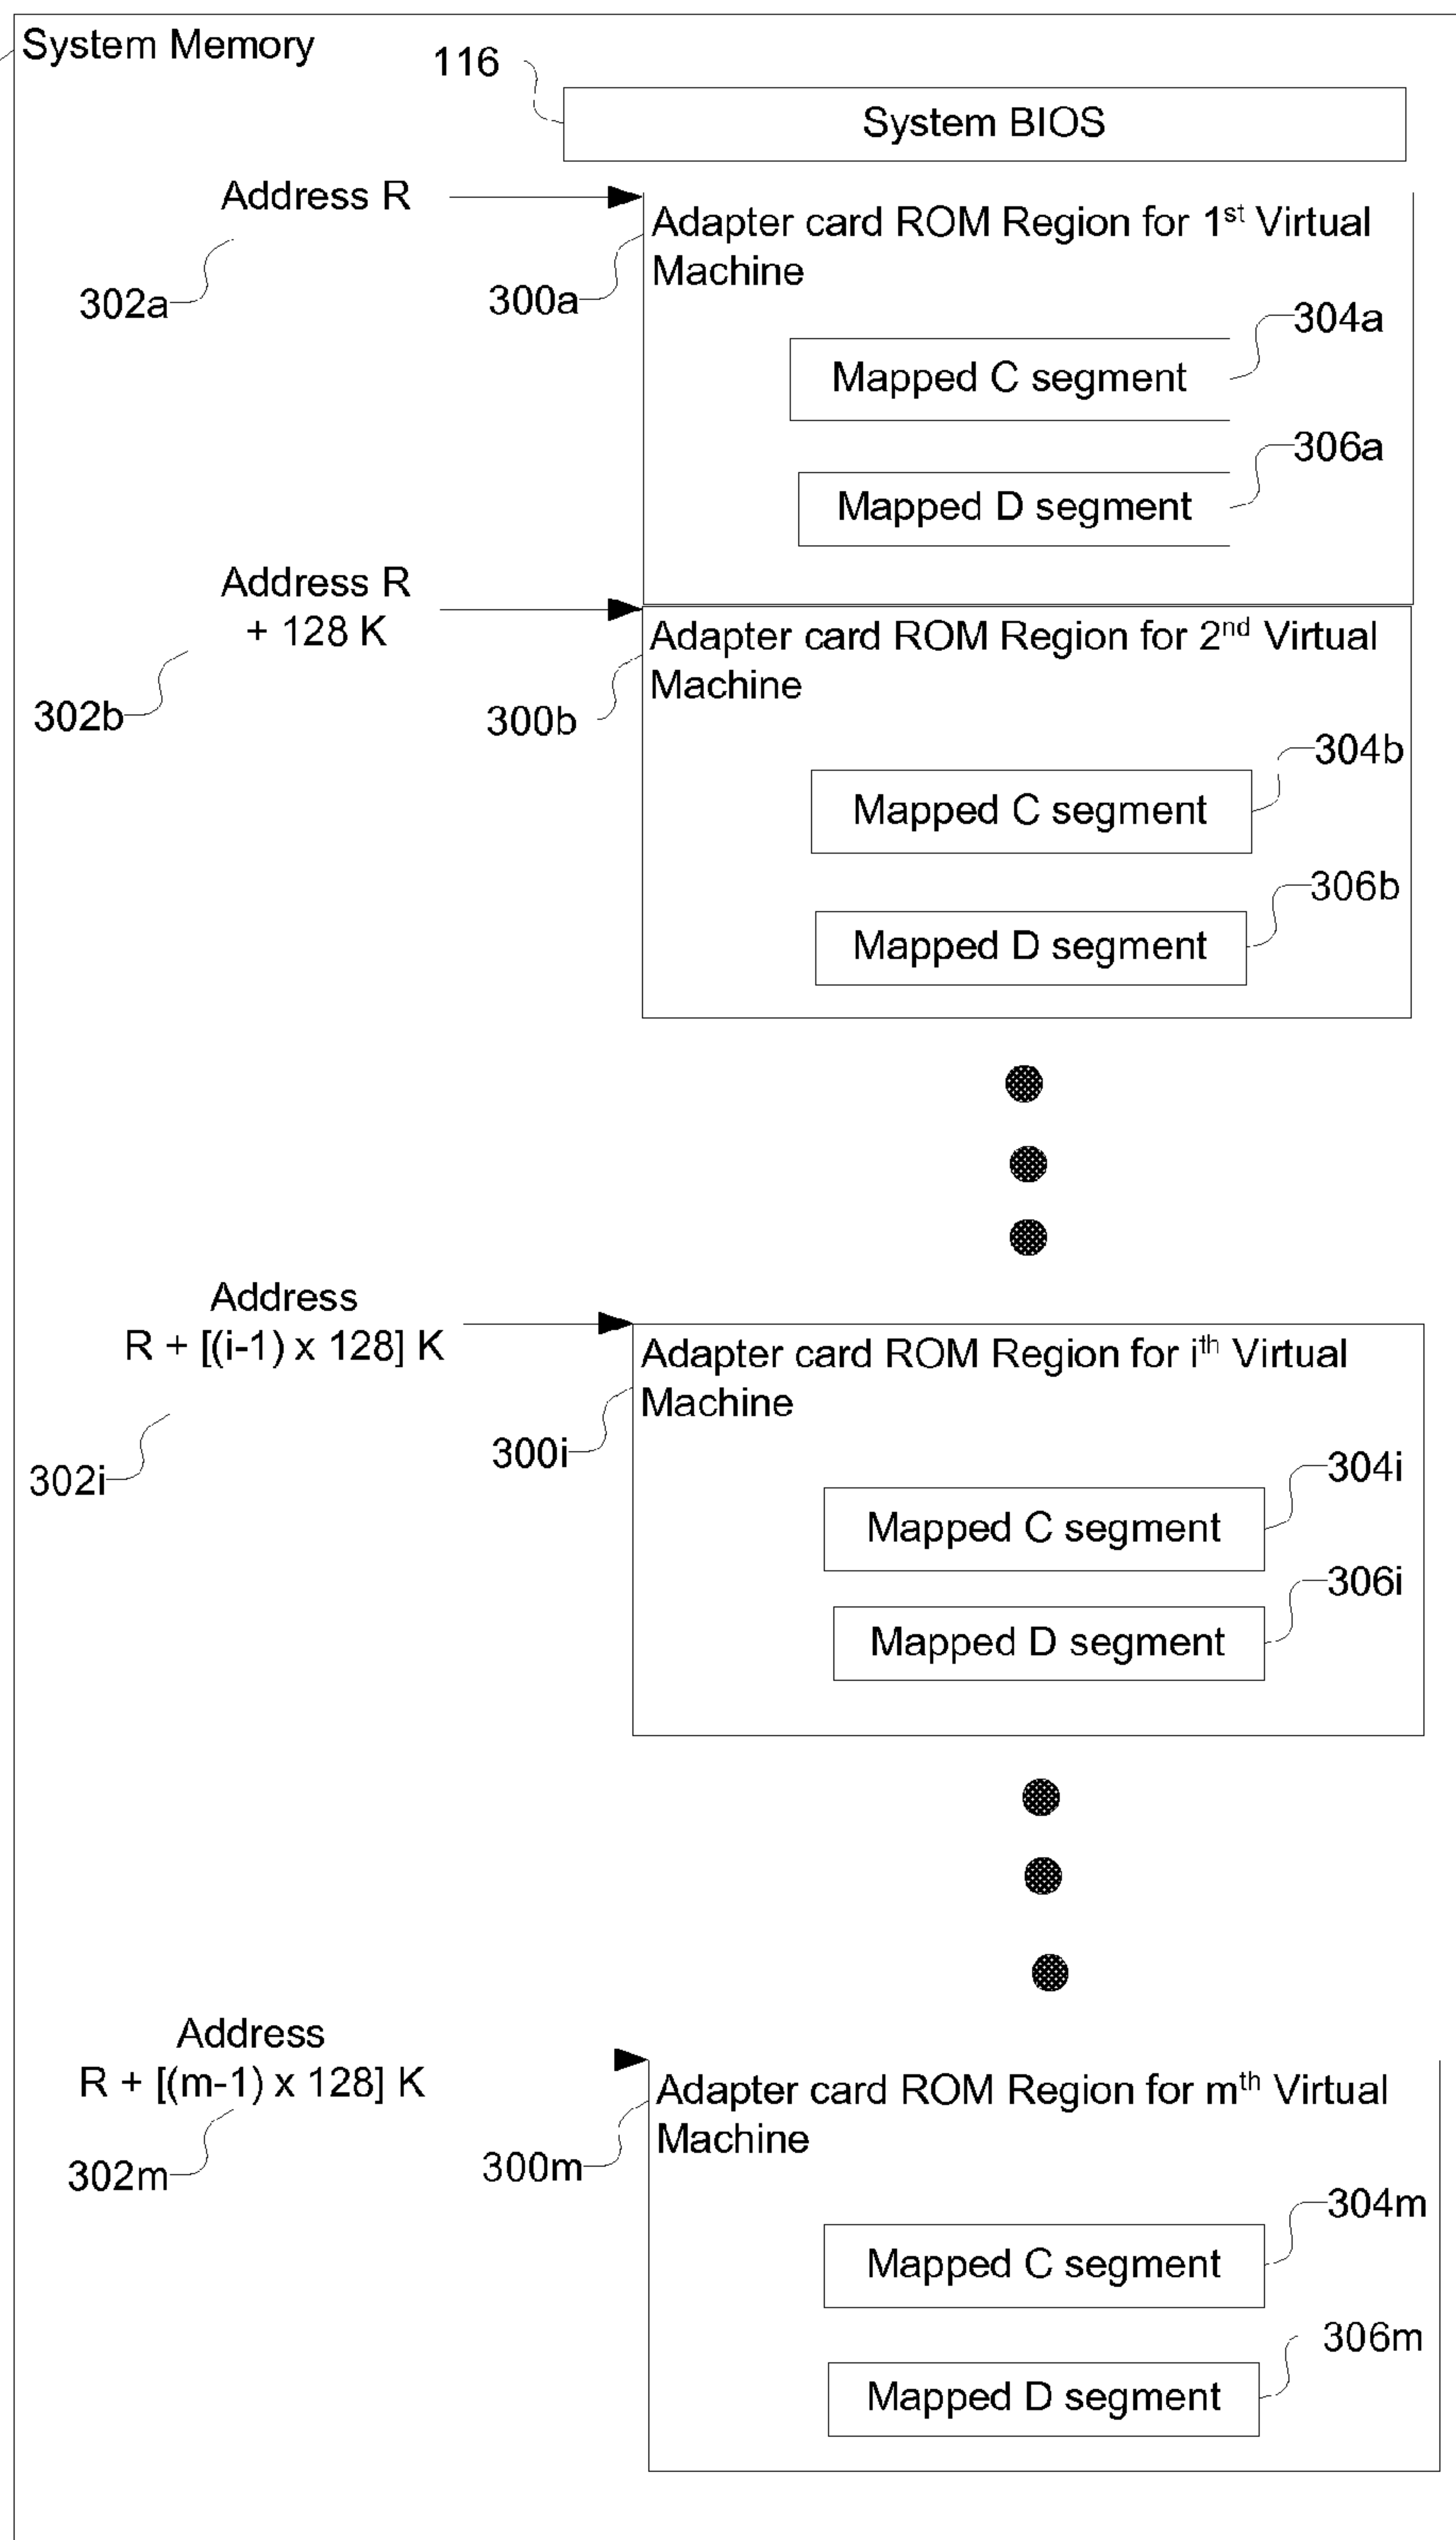 System Memory
116
System BIOS
Address R
302a
Adapter card ROM Region for 1st Virtual
Machine
300a
304a
Mapped C segment
306a
Mapped D segment
Address R
+ 128 K
302b
Adapter card ROM Region for 2nd Virtual
Machine
300b
304b
Mapped C segment
306b
Mapped D segment
Address
R + [(i-1) x 128] K
302i
Adapter card ROM Region for ith Virtual
Machine
300i
304i
Mapped C segment
306i
Mapped D segment
Address
R + [(m-1) x 128] K
302m
Adapter card ROM Region for mth Virtual
Machine
300m
304m
Mapped C segment
306m
Mapped D segment